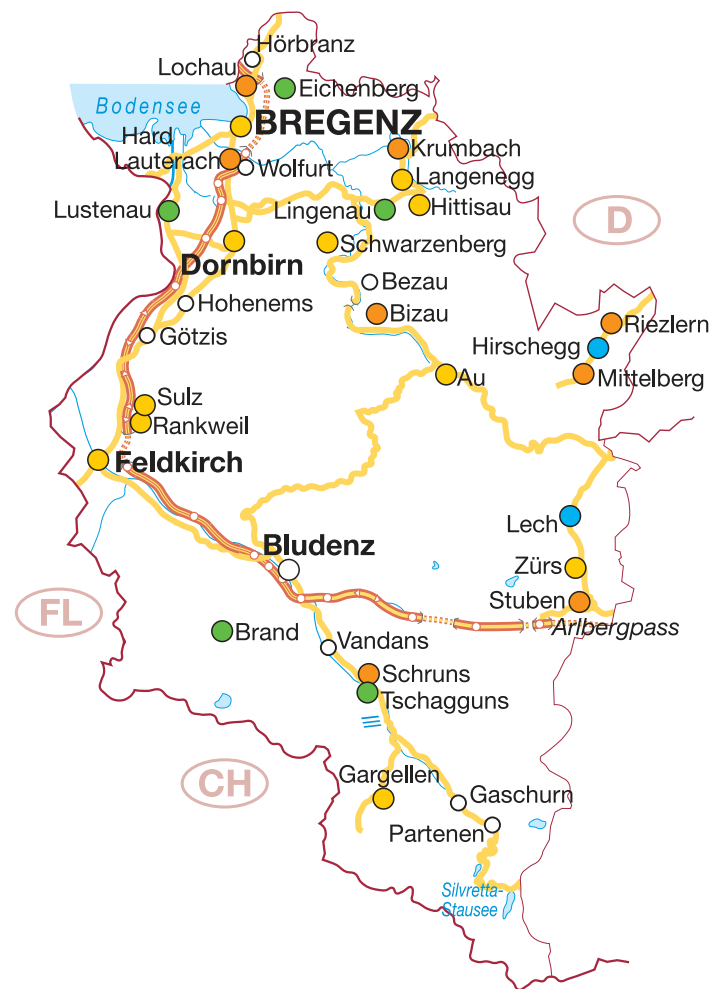 Hörbranz
Lochau
Eichenberg
Bodensee
BREGENZ
Hard
Krumbach
Lauterach
Wolfurt
Langenegg
Lustenau
Lingenau
Hittisau
D
Schwarzenberg
Dornbirn
Bezau
Hohenems
Bizau
Riezlern
Götzis
Hirschegg
Au
Mittelberg
Sulz
Rankweil
Feldkirch
Lech
Bludenz
Zürs
Stuben
FL
Arlbergpass
Brand
Vandans
Schruns
Tschagguns
CH
Gargellen
Gaschurn
Partenen
Silvretta-
Stausee